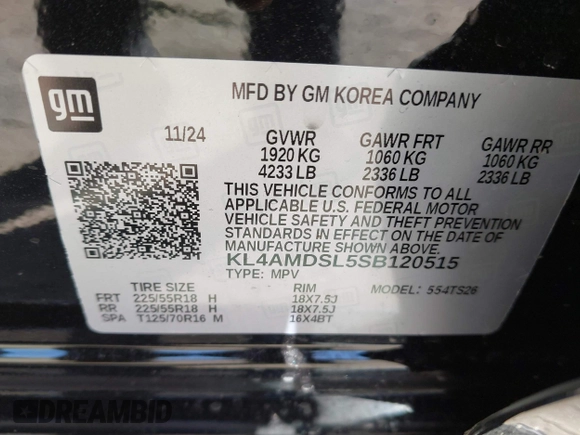 gm
MFD BY GM KOREA COMPANY
11/24
GVWR GAWR FRT GAWR RR
1920 KG 1060 KG 1060 KG
4233 LB 2336 LB 2336 LB
THIS VEHICLE CONFORMS TO ALL
APPLICABLE U.S. FEDERAL MOTOR
VEHICLE SAFETY AND THEFT PREVENTION
STANDARDS IN EFFECT ON THE DATE OF
MANUFACTURE SHOWN ABOVE.
KL4AMDSL5SB120515
TYPE: MPV MODEL: 554TS26
TIRE SIZE RIM
FRT 225/55R18 H 18X7.5J
RR 225/55R18 H 18X7.5J
SPA T125/70R16 M 16X4BT
DREAMBID